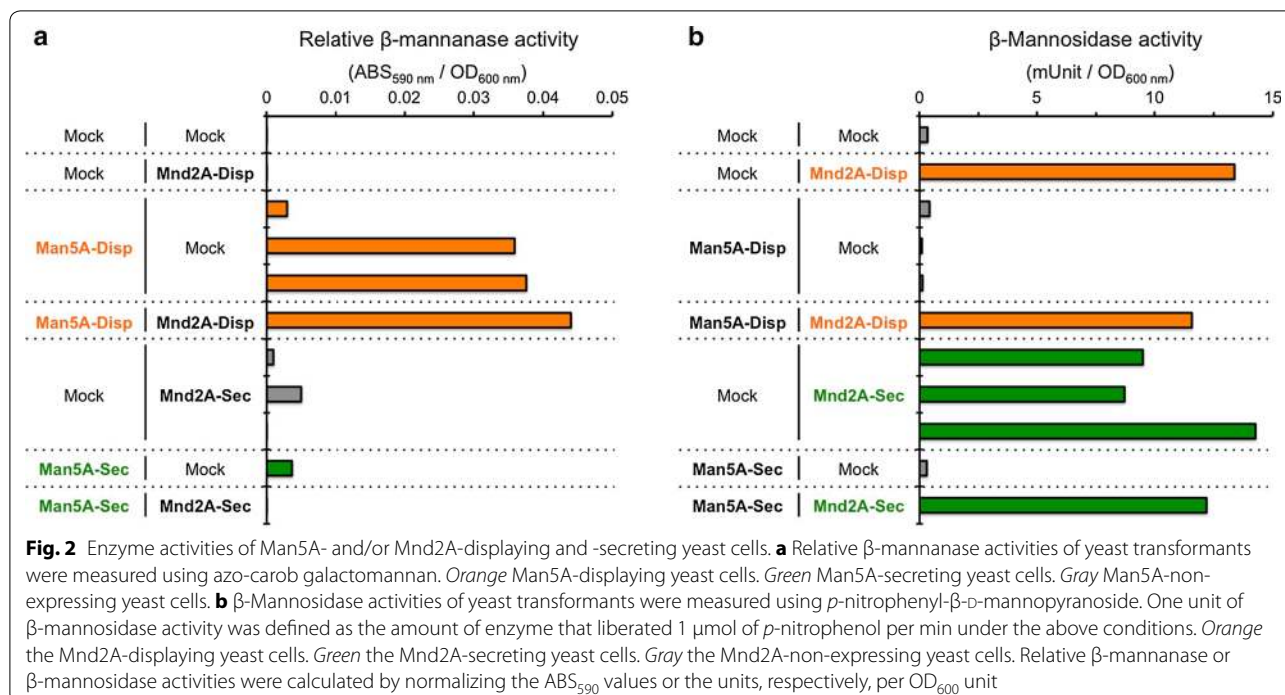 a
Relative β-mannanase activity
(ABS590 nm / OD600 nm)
0 0.01 0.02 0.03 0.04 0.05
Mock Mock
Mock Mnd2A-Disp
Man5A-Disp Mock
Man5A-Disp Mnd2A-Disp
Mock Mnd2A-Sec
Man5A-Sec Mock
Man5A-Sec Mnd2A-Sec
b
β-Mannosidase activity
(mUnit / OD600 nm)
0 5 10 15
Mock Mock
Mock Mnd2A-Disp
Man5A-Disp Mock
Man5A-Disp Mnd2A-Disp
Mock Mnd2A-Sec
Man5A-Sec Mock
Man5A-Sec Mnd2A-Sec
Fig. 2 Enzyme activities of Man5A- and/or Mnd2A-displaying and -secreting yeast cells. a Relative β-mannanase activities of yeast transformants
were measured using azo-carob galactomannan. Orange Man5A-displaying yeast cells. Green Man5A-secreting yeast cells. Gray Man5A-non-
expressing yeast cells. b β-Mannosidase activities of yeast transformants were measured using p-nitrophenyl-β-D-mannopyranoside. One unit of
β-mannosidase activity was defined as the amount of enzyme that liberated 1 μmol of p-nitrophenol per min under the above conditions. Orange
the Mnd2A-displaying yeast cells. Green the Mnd2A-secreting yeast cells. Gray the Mnd2A-non-expressing yeast cells. Relative β-mannanase or
β-mannosidase activities were calculated by normalizing the ABS590 values or the units, respectively, per OD600 unit